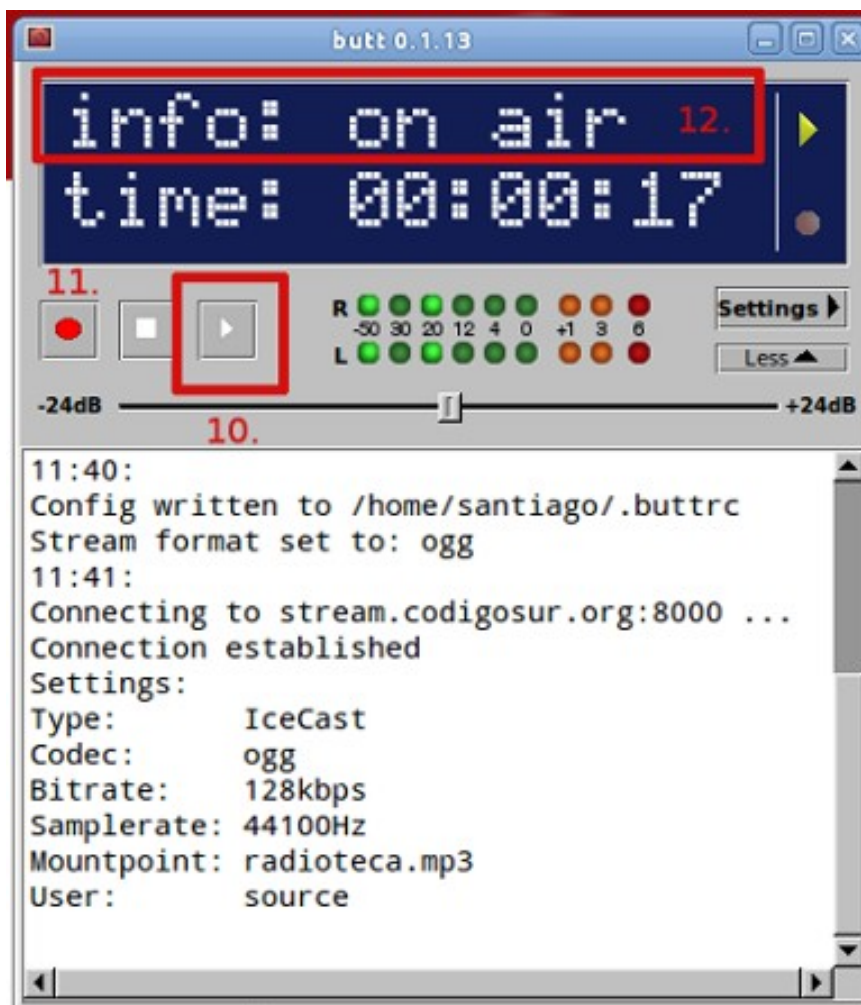 butt 0.1.13
info: on air 12.
time: 00:00:17
11.
R
-50 30 20 12 4 0 +1 3 6
L
Settings
Less
-24dB +24dB
10.
11:40:
Config written to /home/santiago/.buttrc
Stream format set to: ogg
11:41:
Connecting to stream.codigosur.org:8000 ...
Connection established
Settings:
Type: IceCast
Codec: ogg
Bitrate: 128kbps
Samplerate: 44100Hz
Mountpoint: radioteca.mp3
User: source